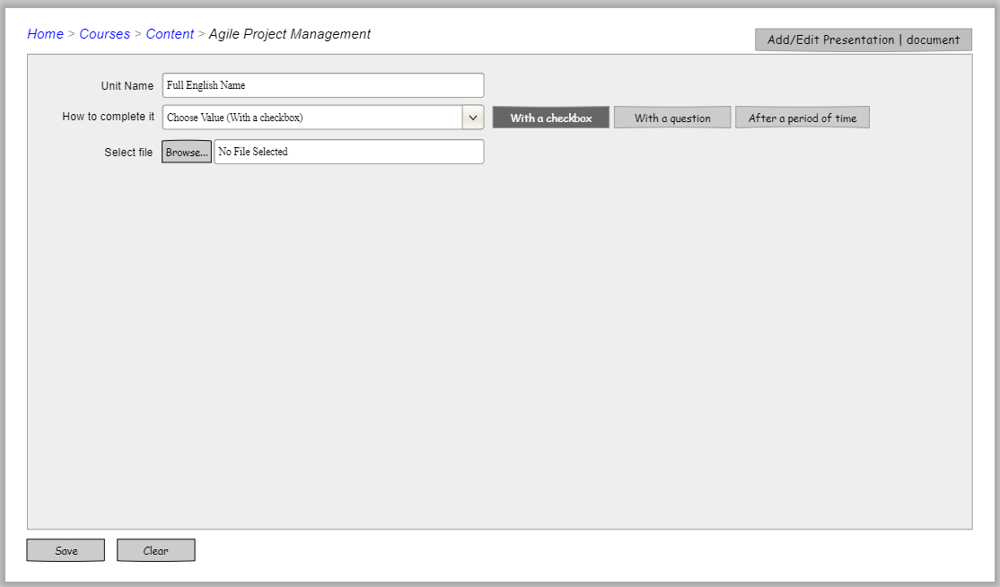 Home > Courses > Content > Agile Project Management
Add/Edit Presentation | document
Unit Name Full English Name
How to complete it Choose Value (With a checkbox) With a checkbox With a question After a period of time
Select file Browse... No File Selected
Save Clear